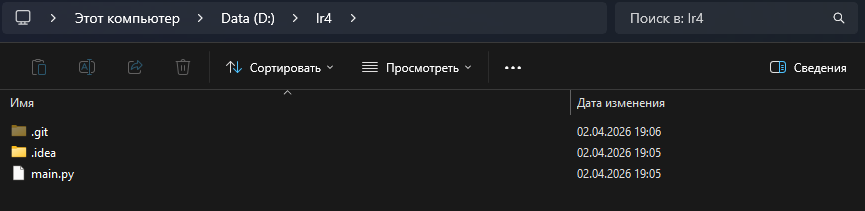 Этот компьютер > Data (D:) > lr4 >
Поиск в: lr4
Сортировать
Просмотреть
Сведения
Имя
Дата изменения
.git
02.04.2026 19:06
.idea
02.04.2026 19:05
main.py
02.04.2026 19:05